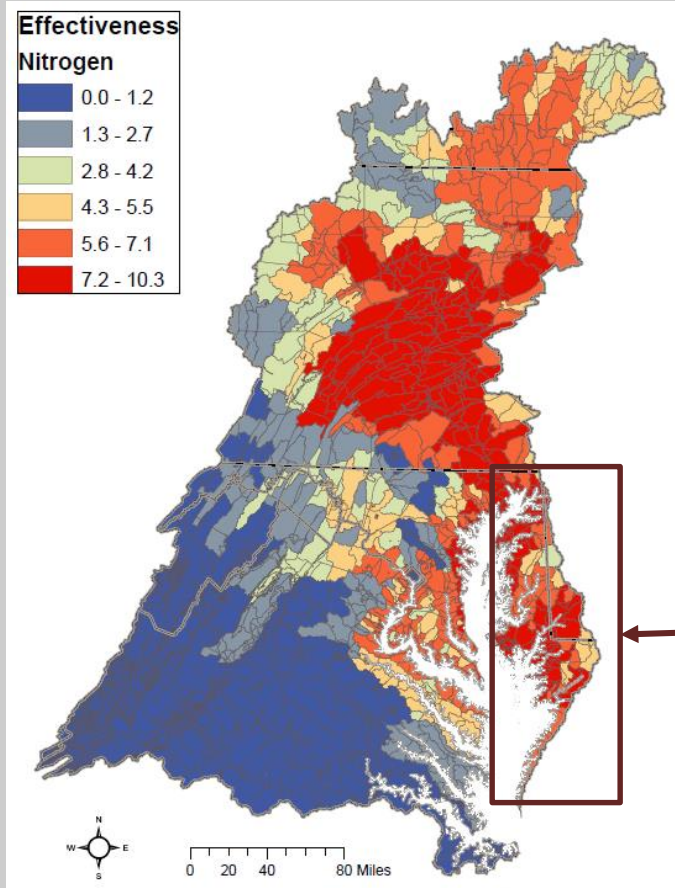 Effectiveness
Nitrogen
0.0 - 1.2
1.3 - 2.7
2.8 - 4.2
4.3 - 5.5
5.6 - 7.1
7.2 - 10.3
N
W E
S
0 20 40 80 Miles